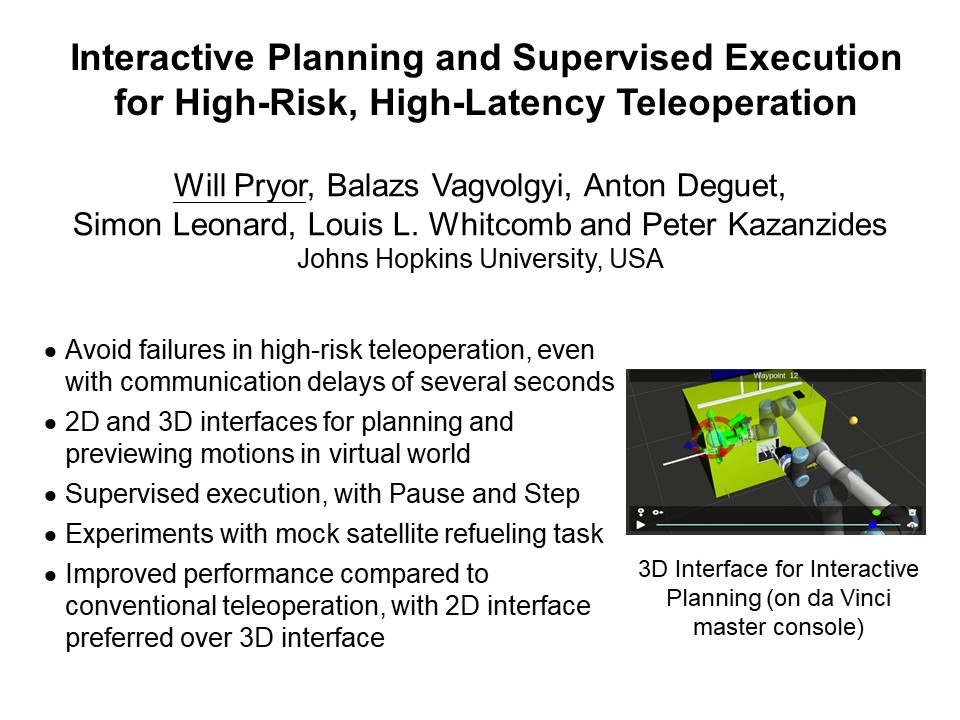 Interactive Planning and Supervised Execution
for High-Risk, High-Latency Teleoperation
Will Pryor, Balazs Vagvolgyi, Anton Deguet,
Simon Leonard, Louis L. Whitcomb and Peter Kazanzides
Johns Hopkins University, USA
● Avoid failures in high-risk teleoperation, even
with communication delays of several seconds
● 2D and 3D interfaces for planning and
previewing motions in virtual world
● Supervised execution, with Pause and Step
● Experiments with mock satellite refueling task
● Improved performance compared to
conventional teleoperation, with 2D interface
preferred over 3D interface
Waypoint 12
3D Interface for Interactive
Planning (on da Vinci
master console)